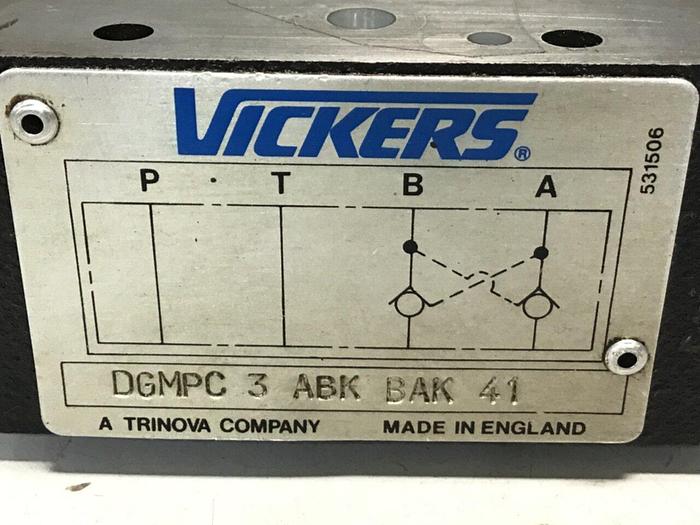 VICKERS®
P T B A
531506
DGMPC 3 ABK BAK 41
A TRINOVA COMPANY MADE IN ENGLAND